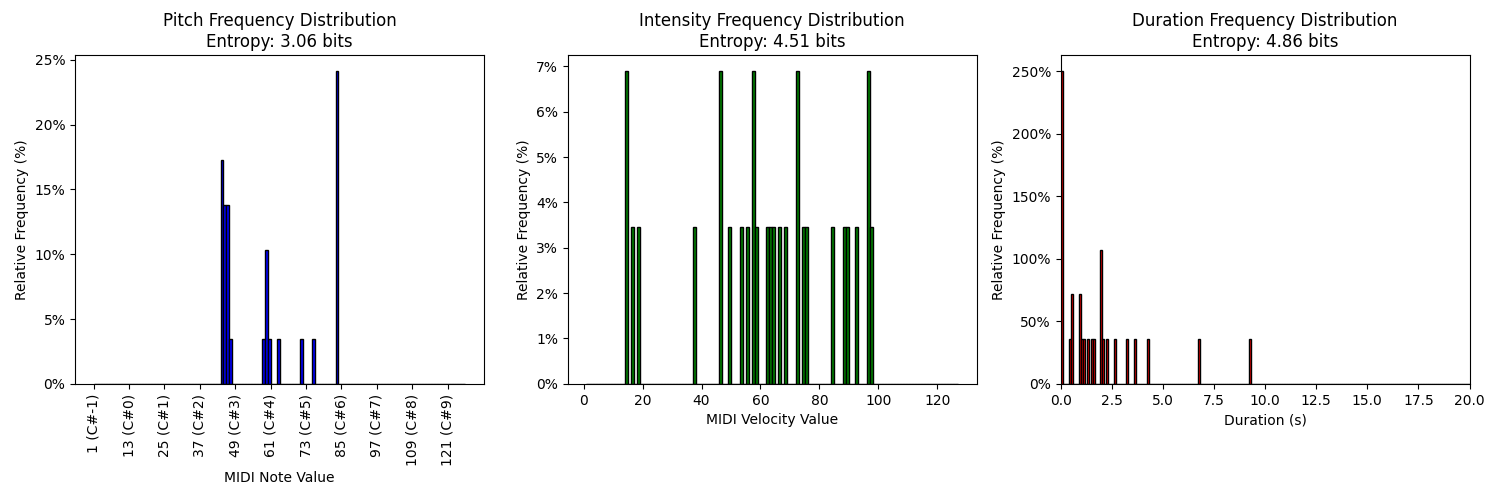 Pitch Frequency Distribution
Entropy: 3.06 bits
25%
20%
15%
10%
5%
0%
Relative Frequency (%)
1 (C#-1)
13 (C#0)
25 (C#1)
37 (C#2)
49 (C#3)
61 (C#4)
73 (C#5)
85 (C#6)
97 (C#7)
109 (C#8)
121 (C#9)
MIDI Note Value
Intensity Frequency Distribution
Entropy: 4.51 bits
7%
6%
5%
4%
3%
2%
1%
0%
Relative Frequency (%)
0
20
40
60
80
100
120
MIDI Velocity Value
Duration Frequency Distribution
Entropy: 4.86 bits
250%
200%
150%
100%
50%
0%
Relative Frequency (%)
0.0
2.5
5.0
7.5
10.0
12.5
15.0
17.5
20.0
Duration (s)